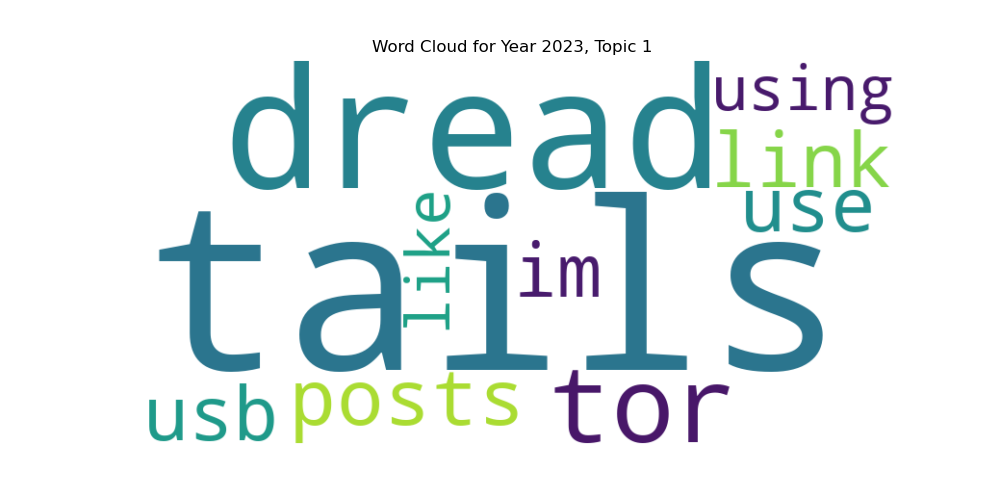 Word Cloud for Year 2023, Topic 1
dread
using
link
use
like
tails
im
usb
posts
tor